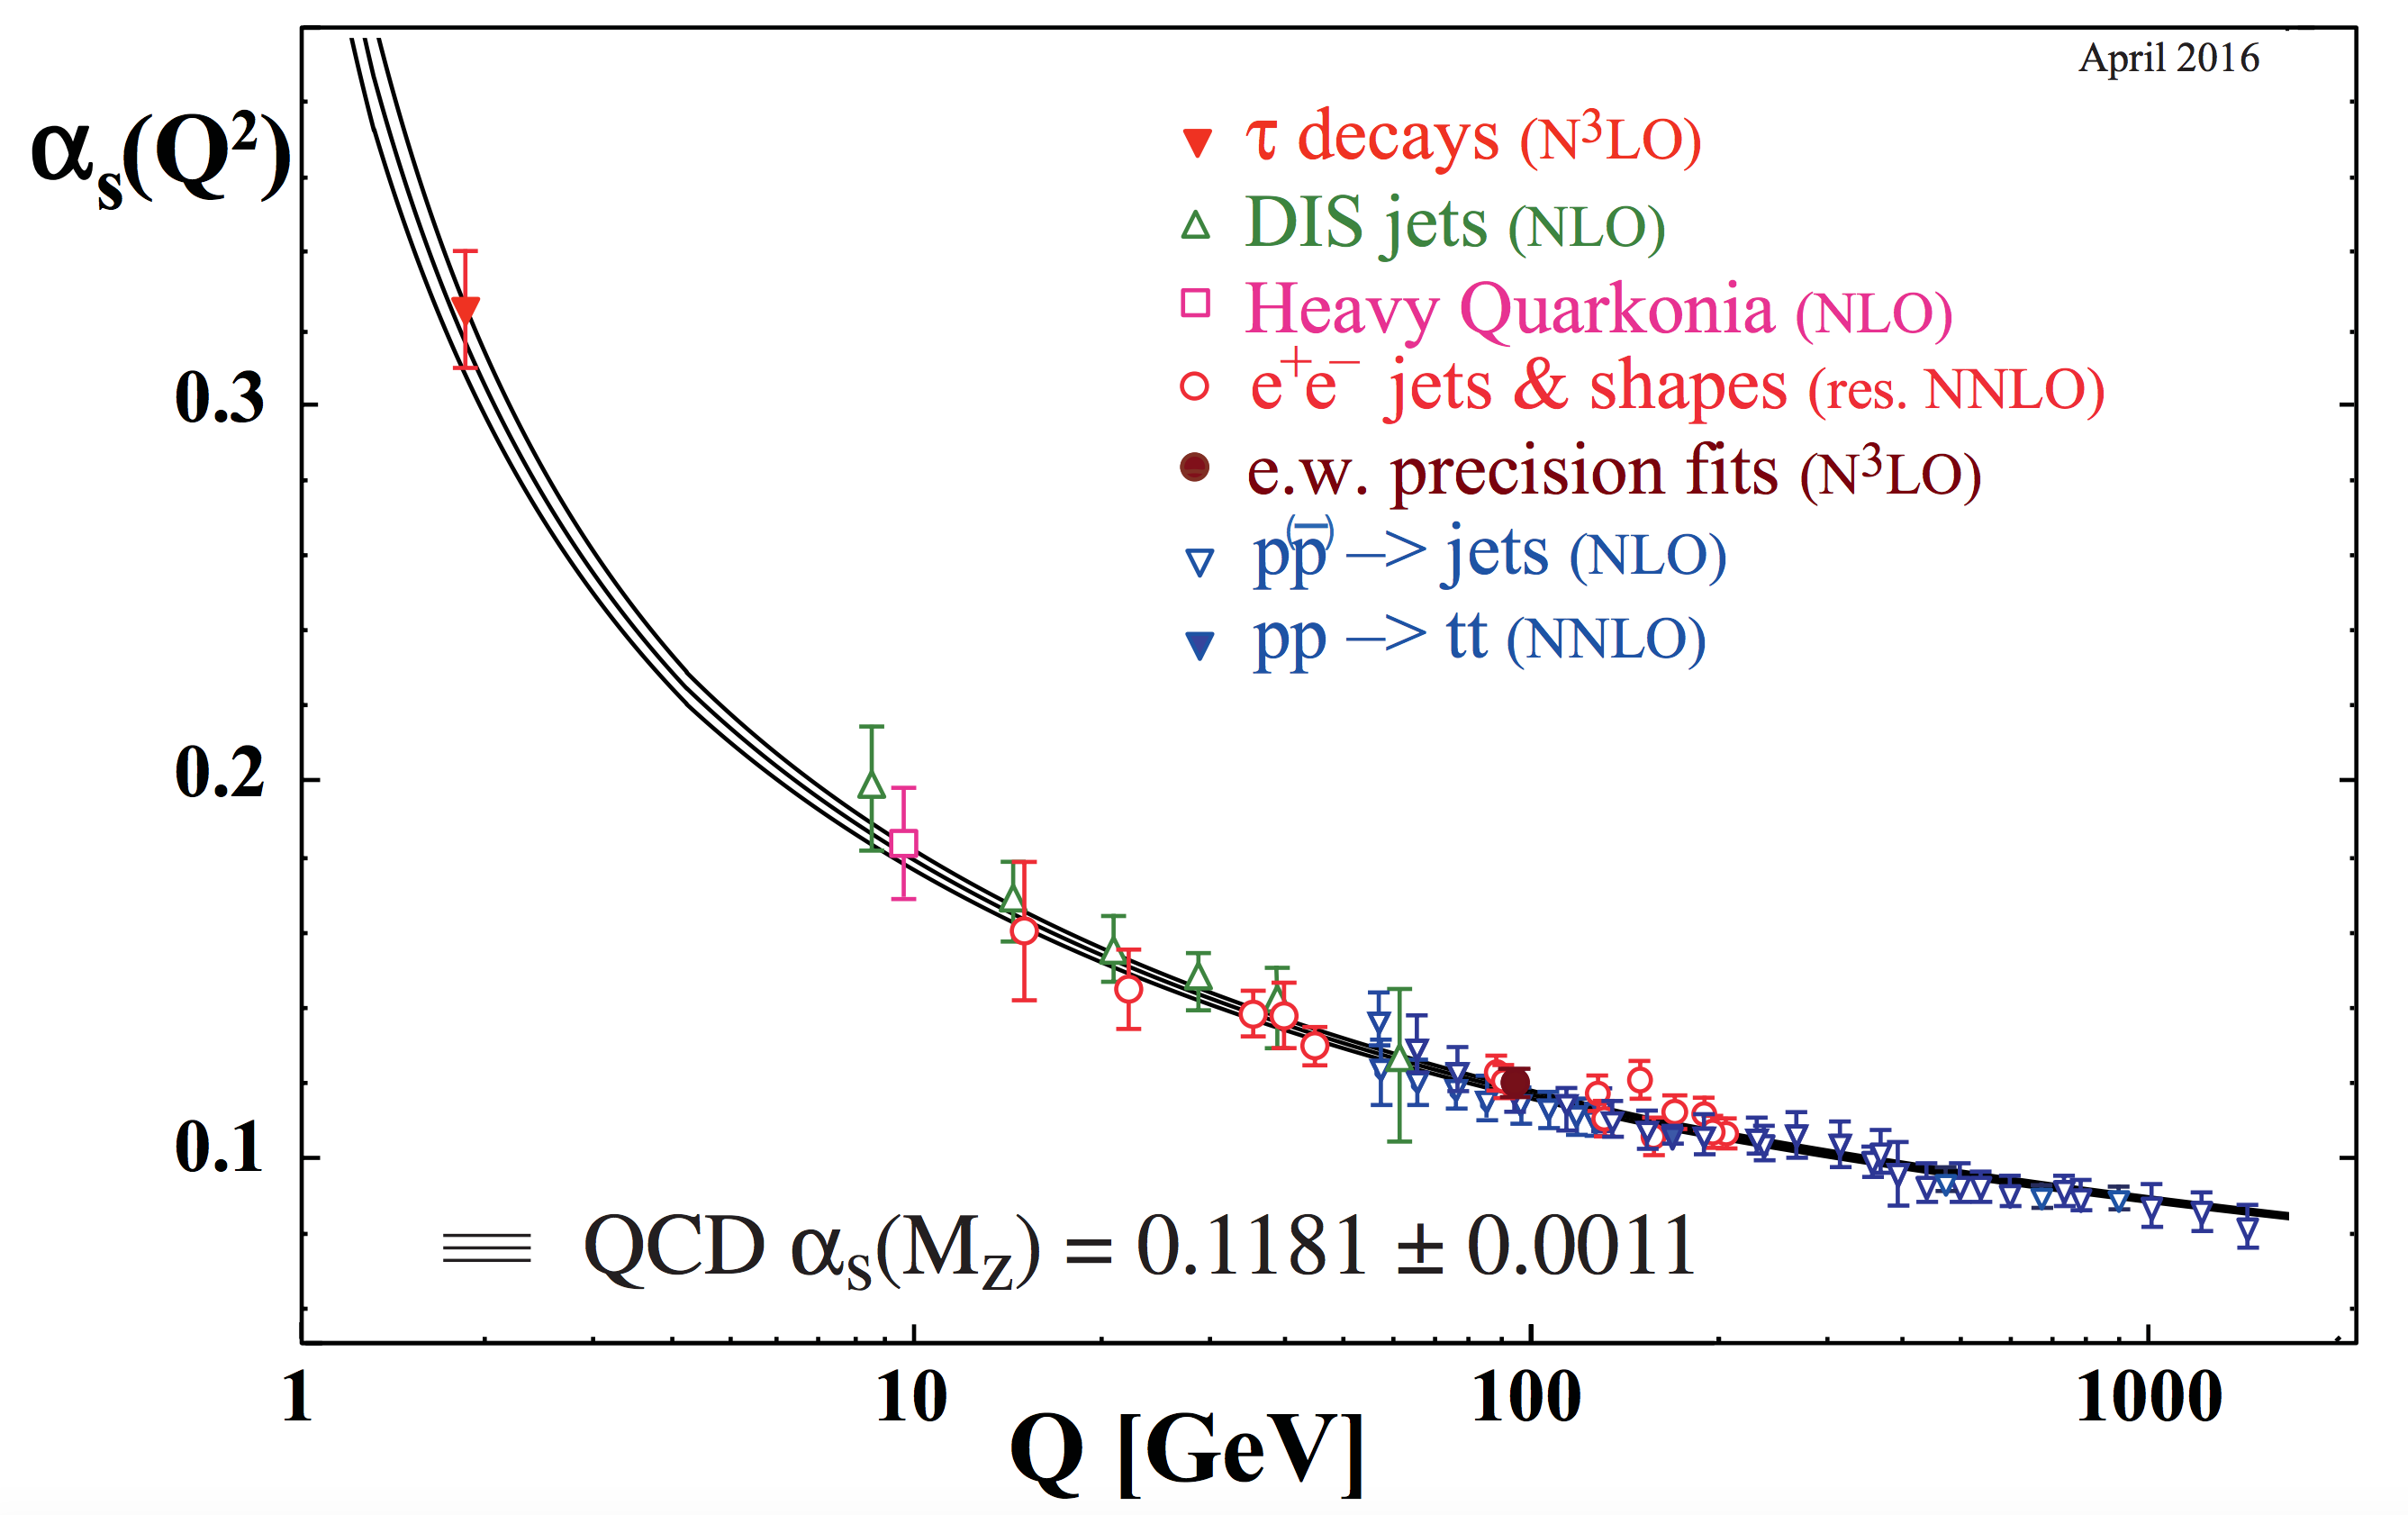 April 2016
αs(Q²)
τ decays (N³LO)
DIS jets (NLO)
Heavy Quarkonia (NLO)
e⁺e⁻ jets & shapes (res. NNLO)
e.w. precision fits (N³LO)
pp(̅) –> jets (NLO)
pp –> tt (NNLO)
0.3
0.2
0.1
QCD αs(Mz) = 0.1181 ± 0.0011
1 10 100 1000
Q [GeV]